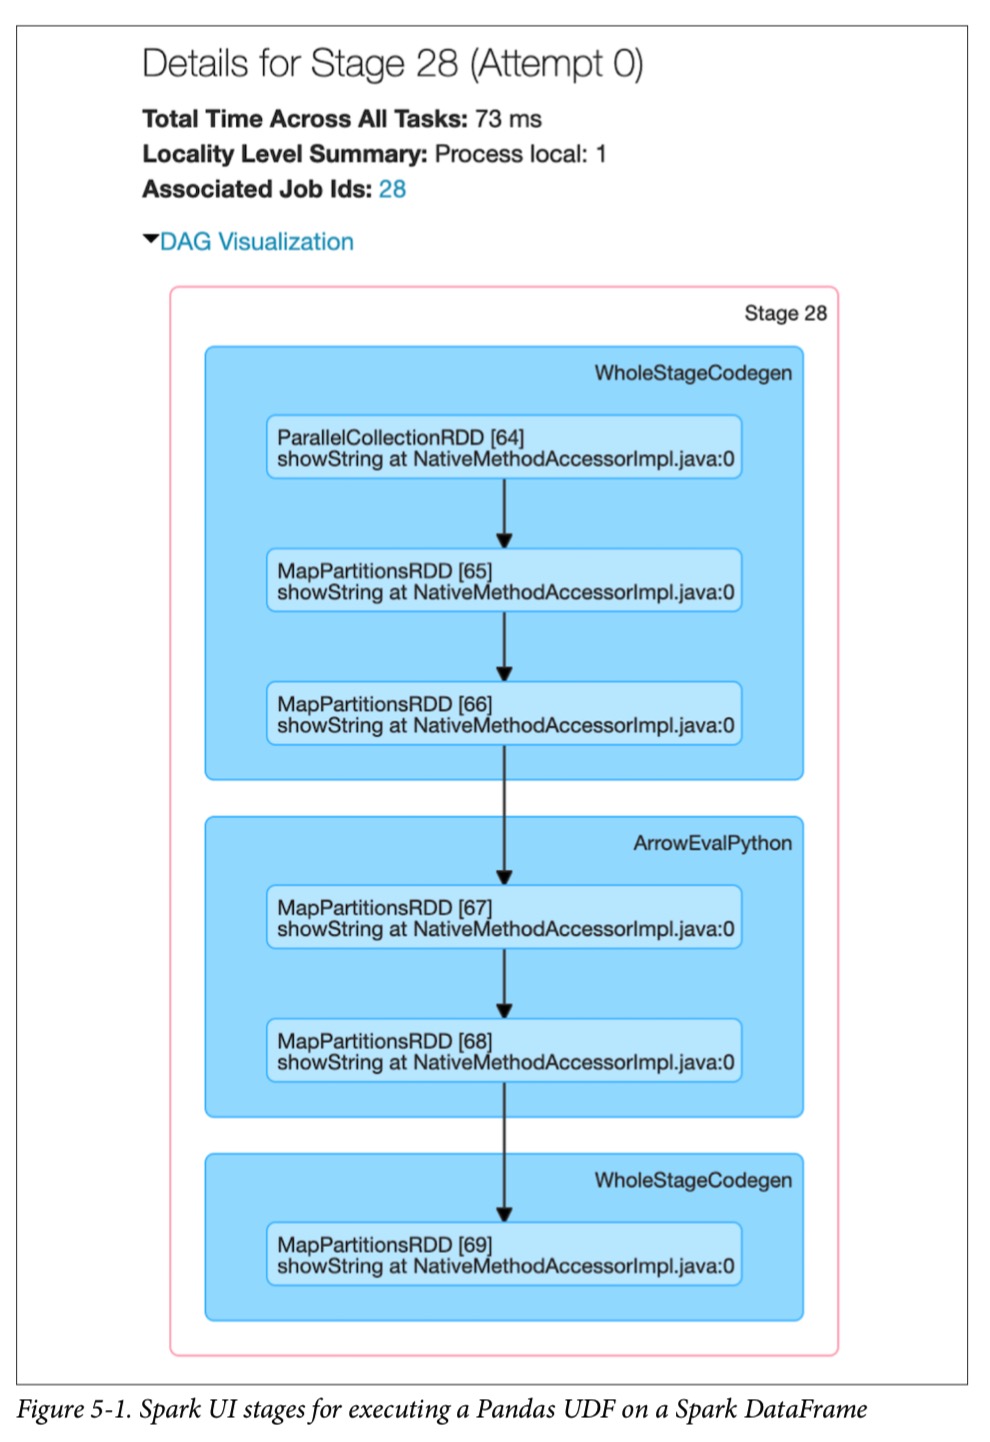 Details for Stage 28 (Attempt 0)
Total Time Across All Tasks: 73 ms
Locality Level Summary: Process local: 1
Associated Job Ids: 28
DAG Visualization
Stage 28
WholeStageCodegen
ParallelCollectionRDD [64]
showString at NativeMethodAccessorImpl.java:0
MapPartitionsRDD [65]
showString at NativeMethodAccessorImpl.java:0
MapPartitionsRDD [66]
showString at NativeMethodAccessorImpl.java:0
ArrowEvalPython
MapPartitionsRDD [67]
showString at NativeMethodAccessorImpl.java:0
MapPartitionsRDD [68]
showString at NativeMethodAccessorImpl.java:0
WholeStageCodegen
MapPartitionsRDD [69]
showString at NativeMethodAccessorImpl.java:0
Figure 5-1. Spark UI stages for executing a Pandas UDF on a Spark DataFrame